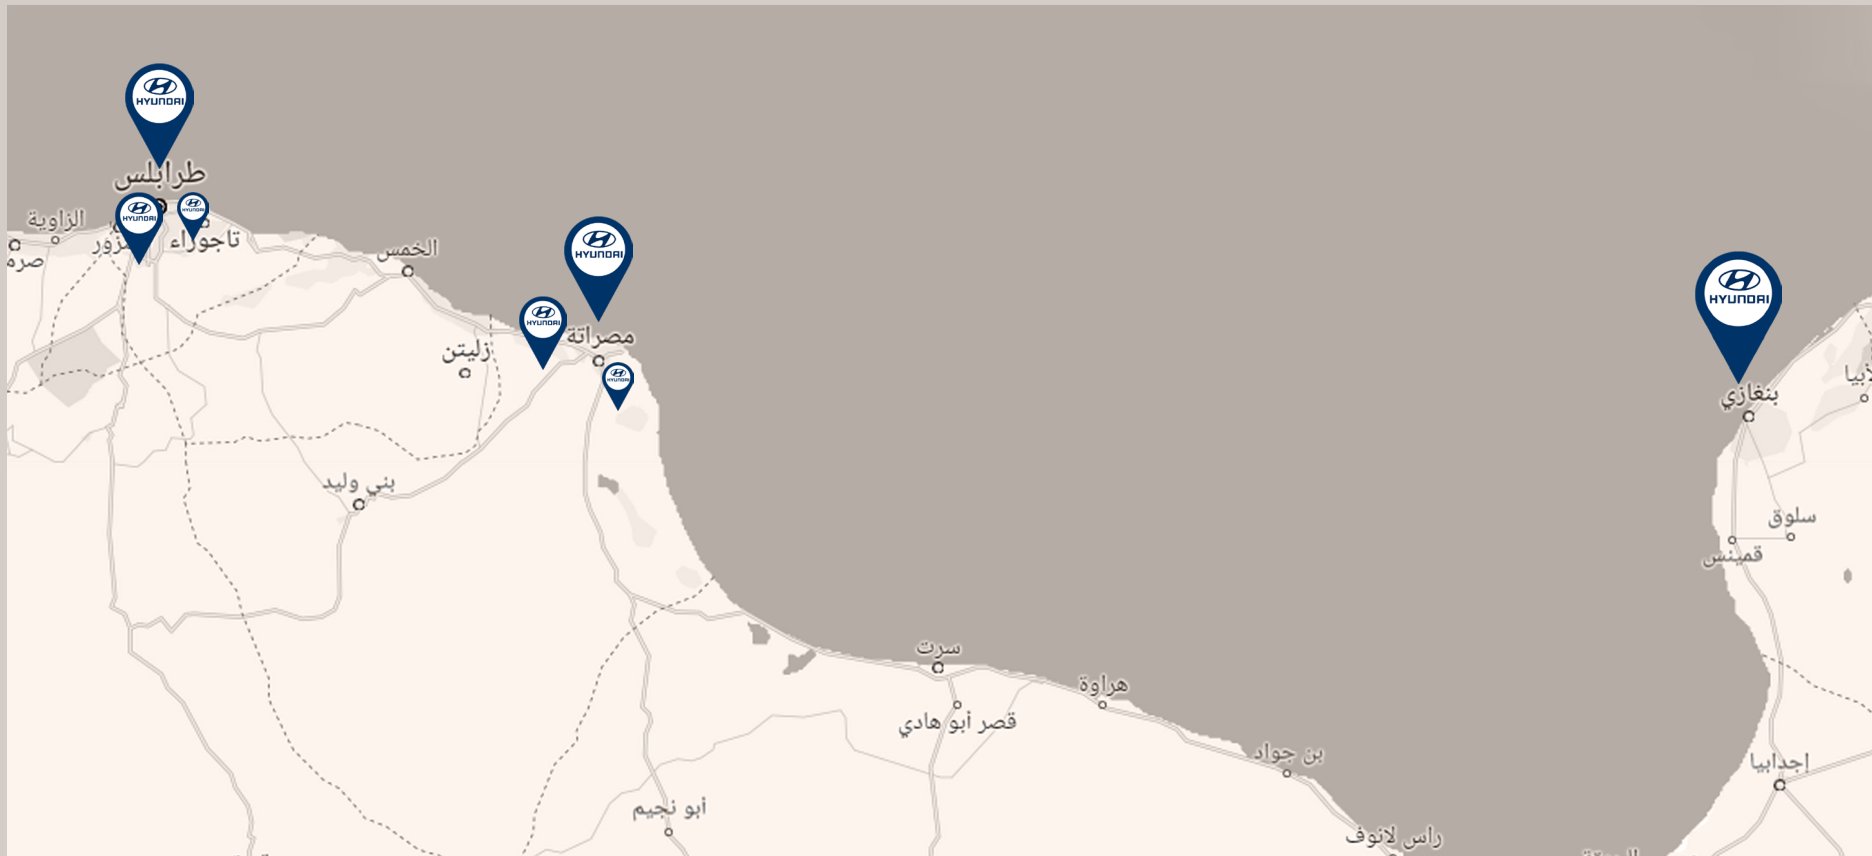 HYUNDAI
طرابلس
HYUNDAI
HYUNDAI
الزاوية
تاجوراء
الخمس
HYUNDAI
HYUNDAI
مصراتة
زليتن
HYUNDAI
HYUNDAI
بنغازي
بني وليد
سلوق
قمينس
سرت
هراوة
قصر أبو هادي
بن جواد
إجدابيا
أبو نجيم
راس لانوف